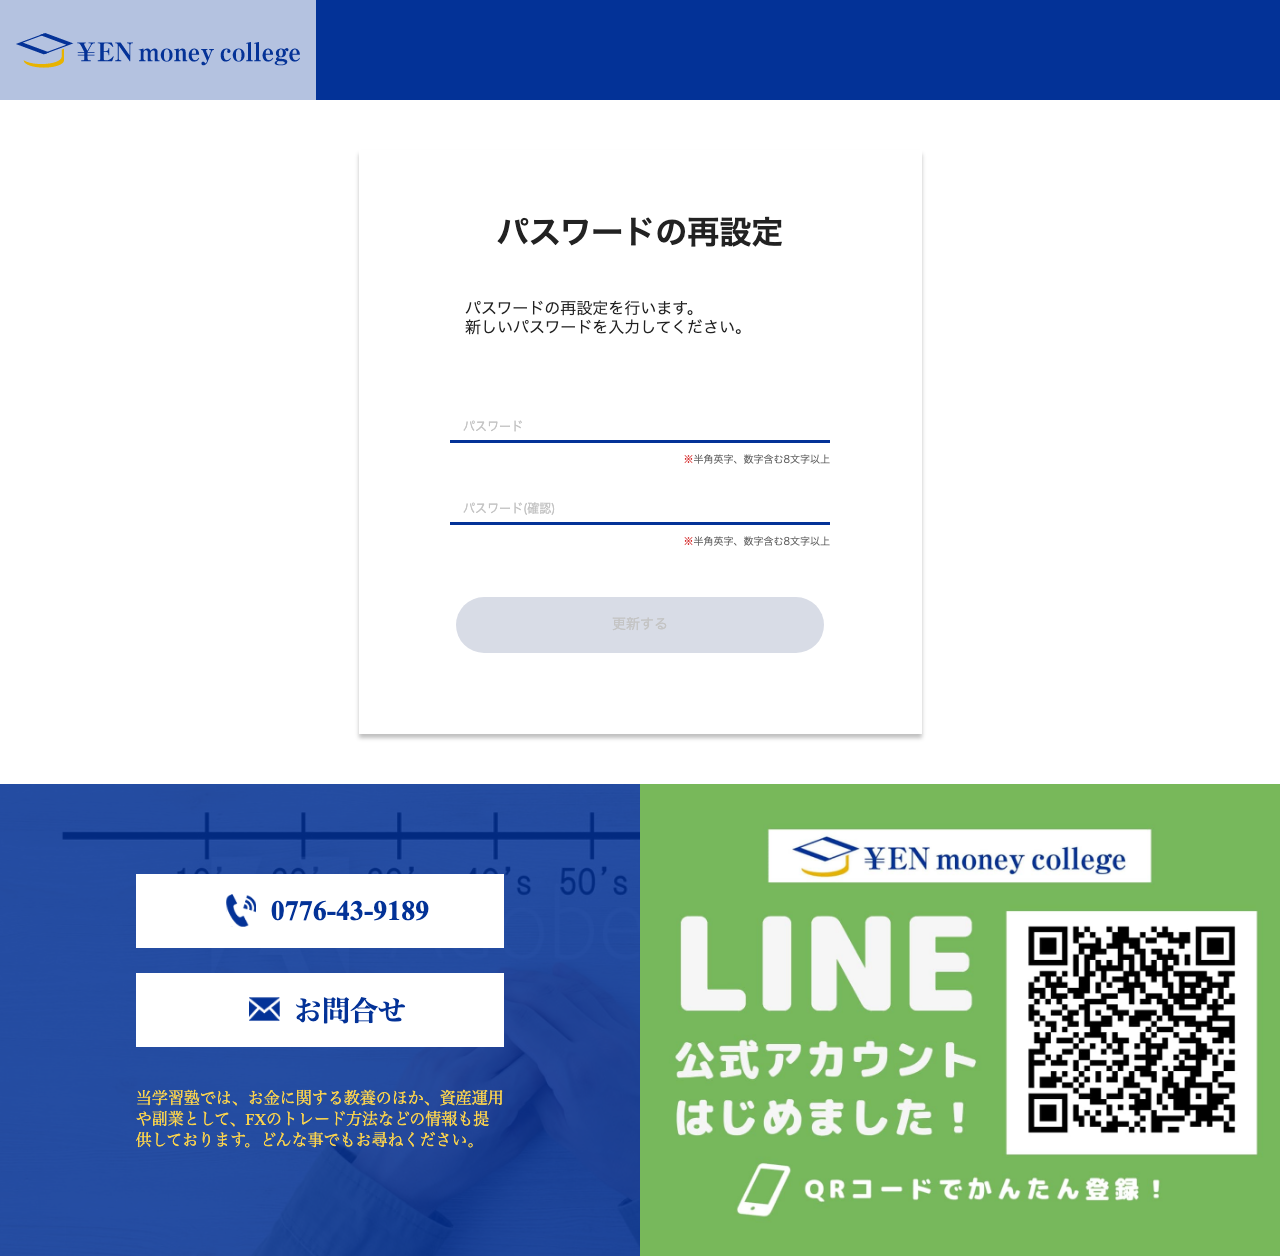 ¥EN money college
パスワードの再設定
パスワードの再設定を行います。
新しいパスワードを入力してください。
パスワード
※半角英字、数字含む8文字以上
パスワード(確認)
※半角英字、数字含む8文字以上
更新する
50's
0776-43-9189
お問合せ
当学習塾では、お金に関する教養のほか、資産運用
や副業として、FXのトレード方法などの情報も提
供しております。どんな事でもお尋ねください。
¥EN money college
LINE
公式アカウント
はじめました！
QRコードでかんたん登録！